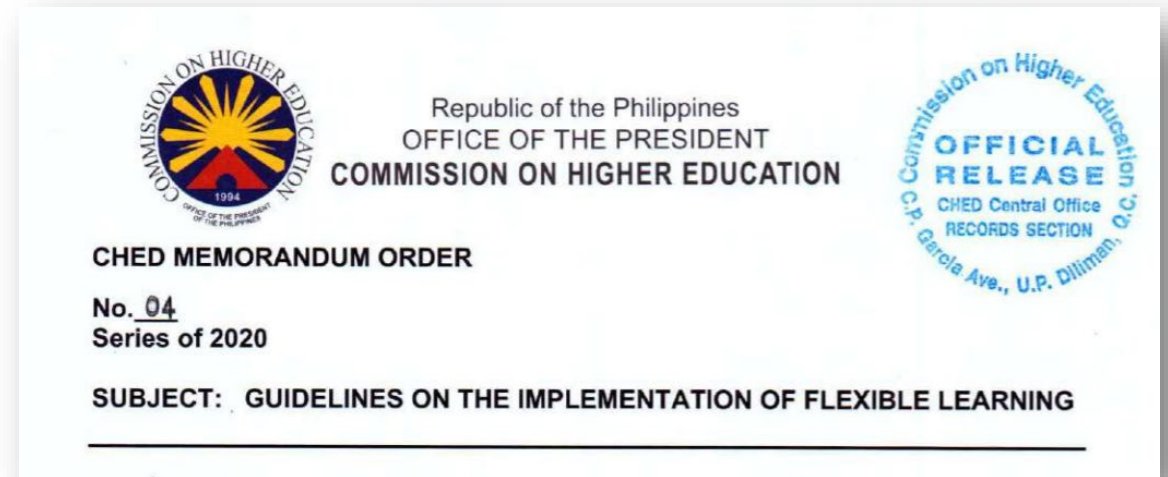 COMMISSION ON HIGHER EDUCATION
1994
OFFICE OF THE PRESIDENT
OF THE PHILIPPINES
Republic of the Philippines
OFFICE OF THE PRESIDENT
COMMISSION ON HIGHER EDUCATION
Commission on Higher Education
OFFICIAL
RELEASE
CHED Central Office
RECORDS SECTION
C.P. Garcia Ave., U.P. Diliman, Q.C.
CHED MEMORANDUM ORDER
No. 04
Series of 2020
SUBJECT: GUIDELINES ON THE IMPLEMENTATION OF FLEXIBLE LEARNING